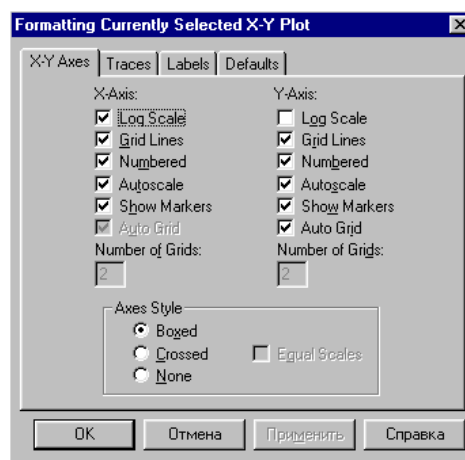 Formatting Currently Selected X-Y Plot
X-Y Axes Traces Labels Defaults
X-Axis: Y-Axis:
Log Scale Log Scale
Grid Lines Grid Lines
Numbered Numbered
Autoscale Autoscale
Show Markers Show Markers
Auto Grid Auto Grid
Number of Grids: Number of Grids:
2 2
Axes Style
Boxed
Crossed Equal Scales
None
OK Отмена Применить Справка